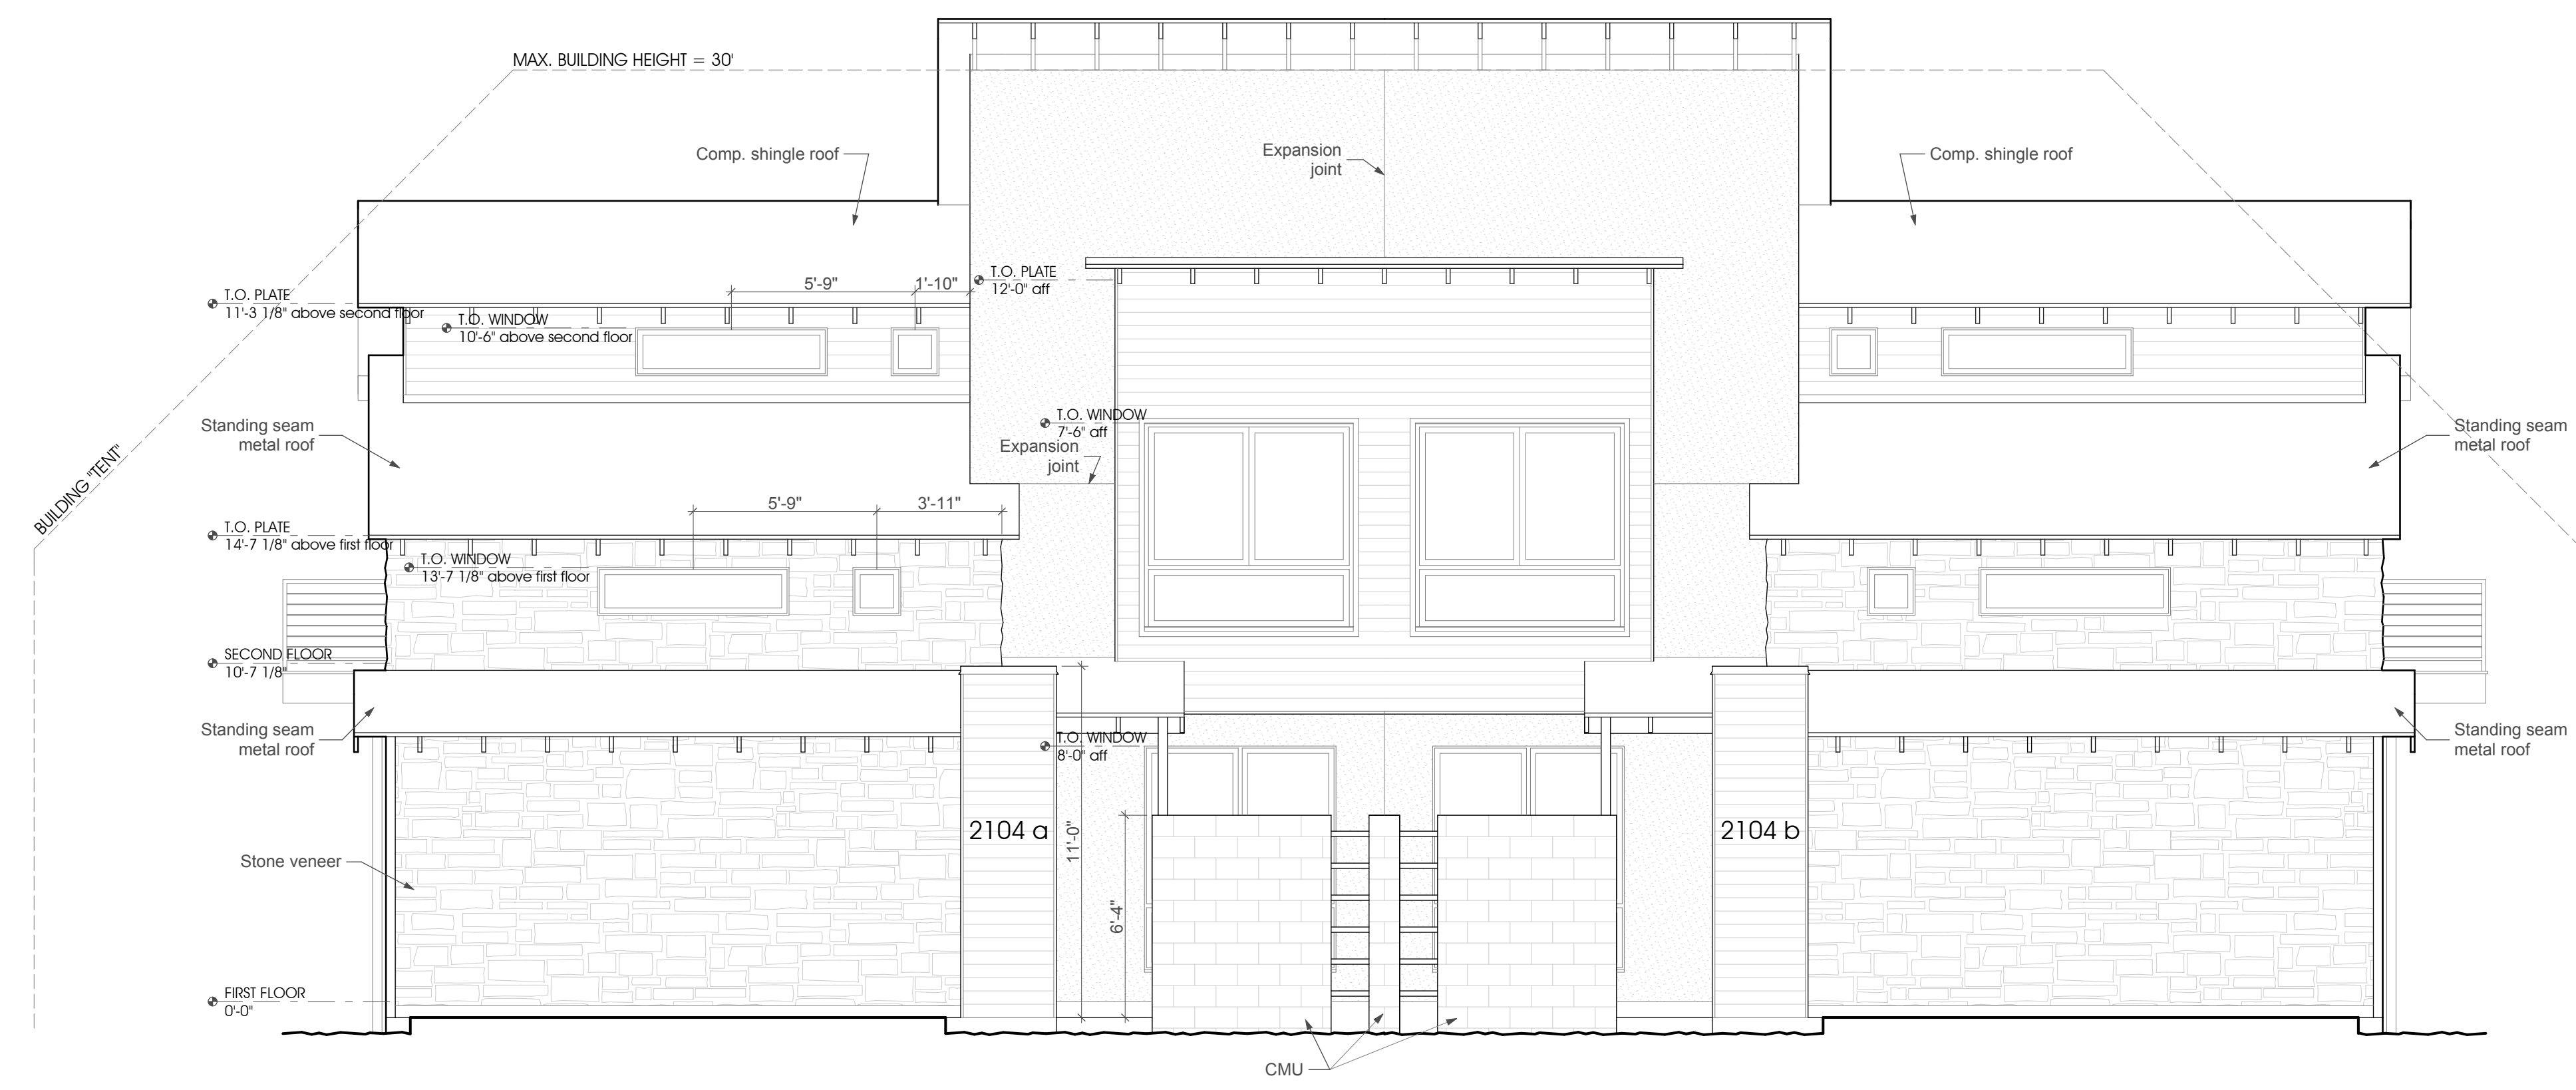 MAX. BUILDING HEIGHT = 30'
Comp. shingle roof
Expansion
joint
Comp. shingle roof
T.O. PLATE
12'-0" aff
5'-9"
1'-10"
T.O. PLATE
11'-3 1/8" above second floor
T.O. WINDOW
10'-6" above second floor
T.O. WINDOW
7'-6" aff
Standing seam
metal roof
Expansion
joint
Standing seam
metal roof
BUILDING "TENT"
5'-9"
3'-11"
T.O. PLATE
14'-7 1/8" above first floor
T.O. WINDOW
13'-7 1/8" above first floor
SECOND FLOOR
10'-7 1/8"
Standing seam
metal roof
T.O. WINDOW
8'-0" aff
Standing seam
metal roof
2104 a
11'-0"
2104 b
Stone veneer
6'-4"
FIRST FLOOR
0'-0"
CMU